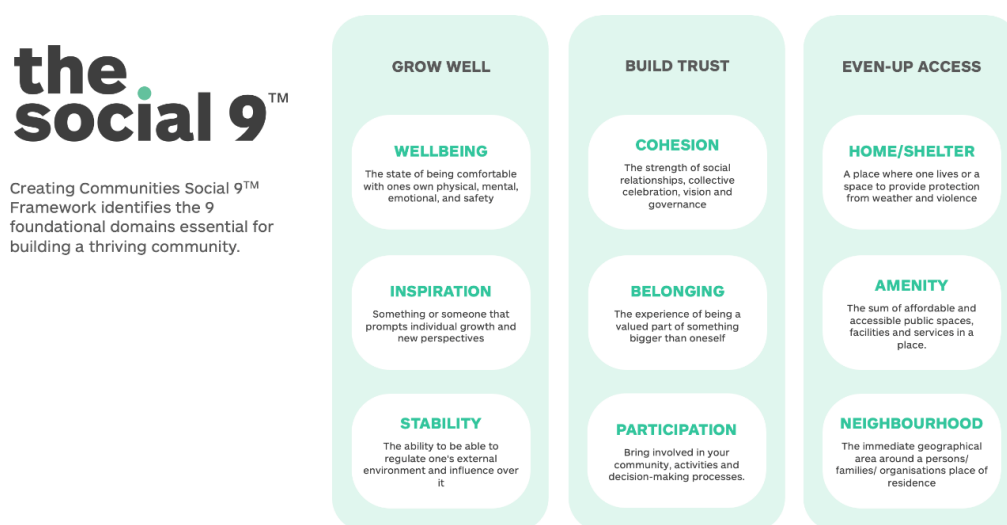 the
social 9™
Creating Communities Social 9™
Framework identifies the 9
foundational domains essential for
building a thriving community.
GROW WELL
WELLBEING
The state of being comfortable
with ones own physical, mental,
emotional, and safety
INSPIRATION
Something or someone that
prompts individual growth and
new perspectives
STABILITY
The ability to be able to
regulate one's external
environment and influence over
it
BUILD TRUST
COHESION
The strength of social
relationships, collective
celebration, vision and
governance
BELONGING
The experience of being a
valued part of something
bigger than oneself
PARTICIPATION
Bring involved in your
community, activities and
decision-making processes.
EVEN-UP ACCESS
HOME/SHELTER
A place where one lives or a
space to provide protection
from weather and violence
AMENITY
The sum of affordable and
accessible public spaces,
facilities and services in a
place.
NEIGHBOURHOOD
The immediate geographical
area around a persons/
families/ organisations place of
residence